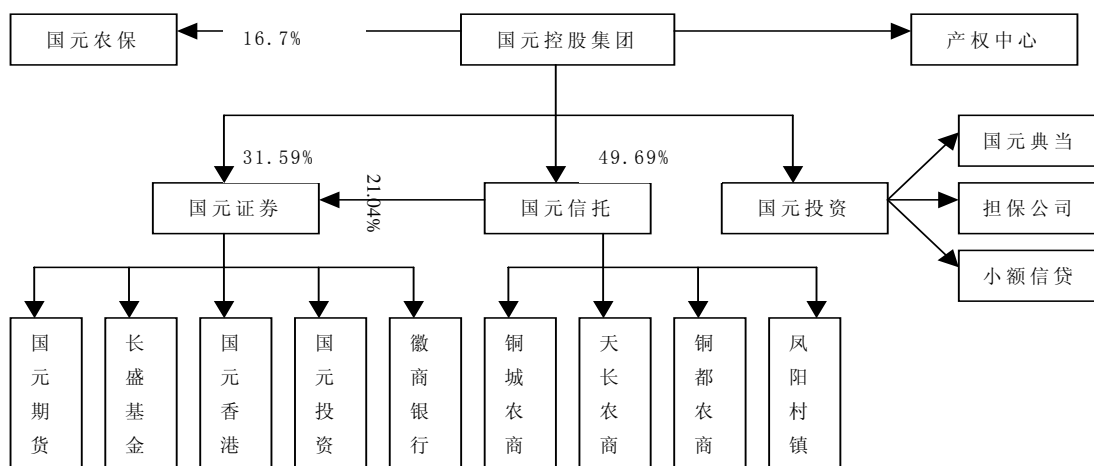 国元农保
16.7%
国元控股集团
产权中心
31.59%
49.69%
国元典当
国元证券
21.04%
国元信托
国元投资
担保公司
小额信贷
国元期货
长盛基金
国元香港
国元投资
徽商银行
铜城农商
天长农商
铜都农商
凤阳村镇